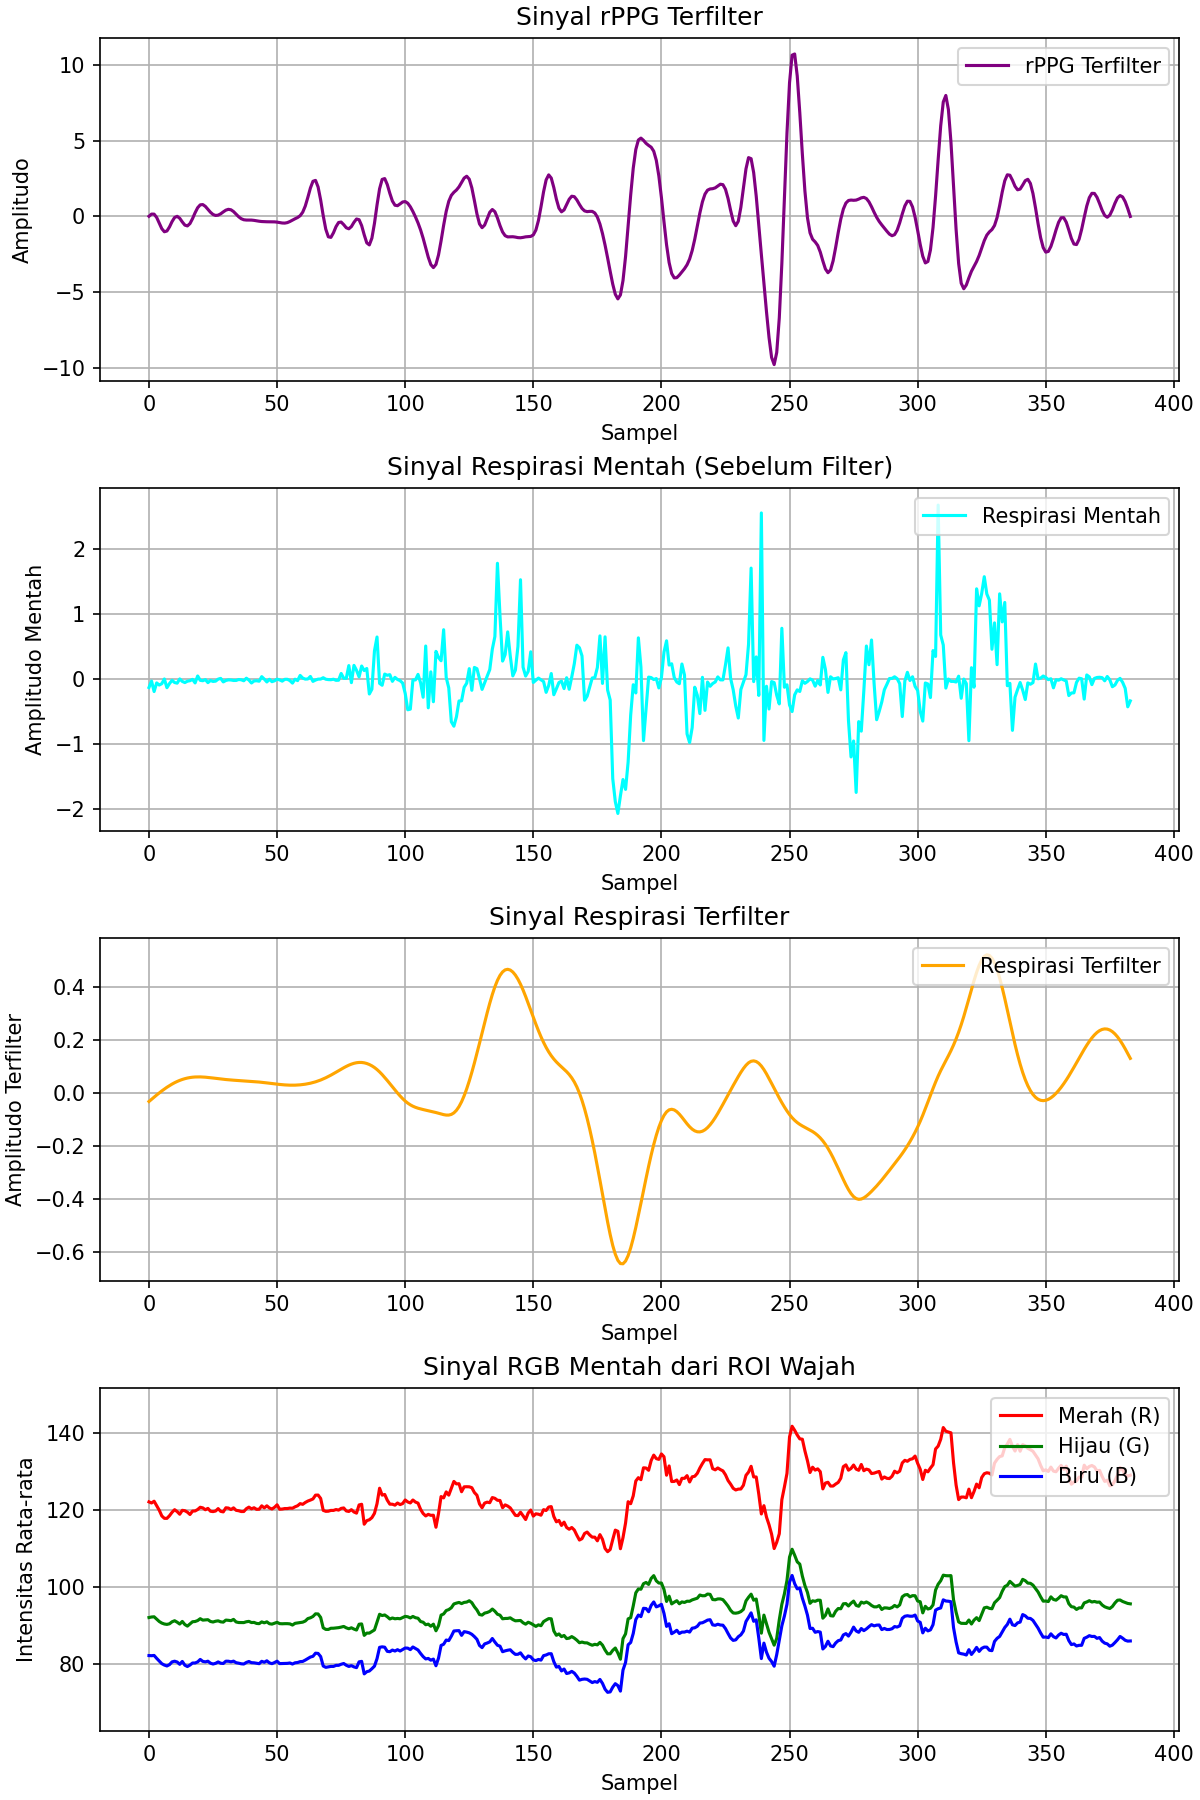 Sinyal rPPG Terfilter
rPPG Terfilter
Amplitudo
10
5
0
−5
−10
0 50 100 150 200 250 300 350 400
Sampel
Sinyal Respirasi Mentah (Sebelum Filter)
Respirasi Mentah
Amplitudo Mentah
2
1
0
−1
−2
0 50 100 150 200 250 300 350 400
Sampel
Sinyal Respirasi Terfilter
Respirasi Terfilter
Amplitudo Terfilter
0.4
0.2
0.0
−0.2
−0.4
−0.6
0 50 100 150 200 250 300 350 400
Sampel
Sinyal RGB Mentah dari ROI Wajah
Merah (R)
Hijau (G)
Biru (B)
Intensitas Rata-rata
140
120
100
80
0 50 100 150 200 250 300 350 400
Sampel